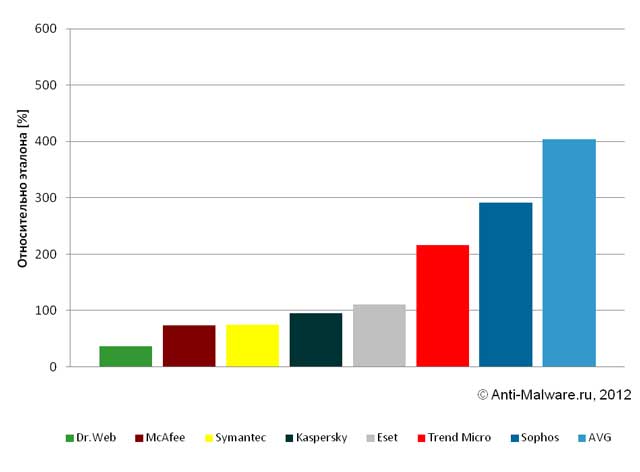 600
500
400
300
200
100
0
Относительно эталона [%]
© Anti-Malware.ru, 2012
Dr.Web McAfee Symantec Kaspersky Eset Trend Micro Sophos AVG